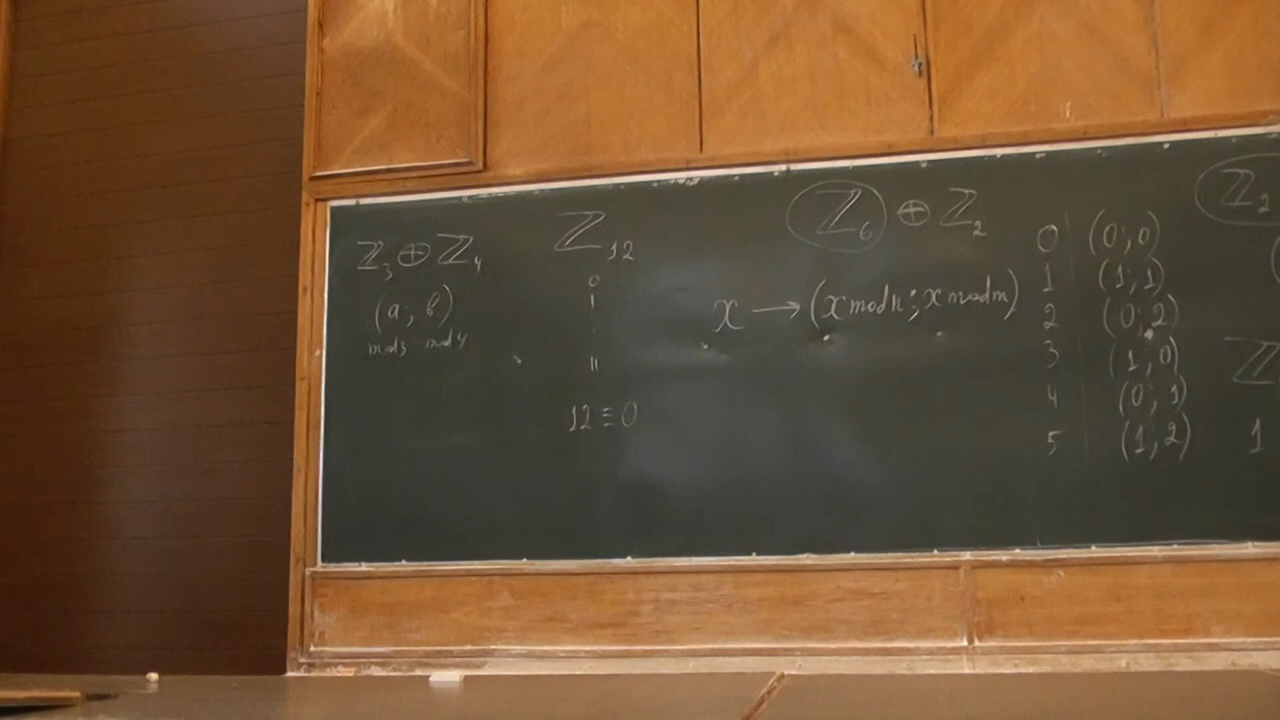 ℤ₃ ⊕ ℤ₄
(a; b)
mod3 mod4
ℤ₁₂
0
1
11
12 ≡ 0
ℤ₆ ⊕ ℤ₂
x → (x mod n; x mod m)
0 (0; 0)
1 (1; 1)
2 (0; 2)
3 (1; 0)
4 (0; 1)
5 (1; 2)
ℤ₂
ℤ
1